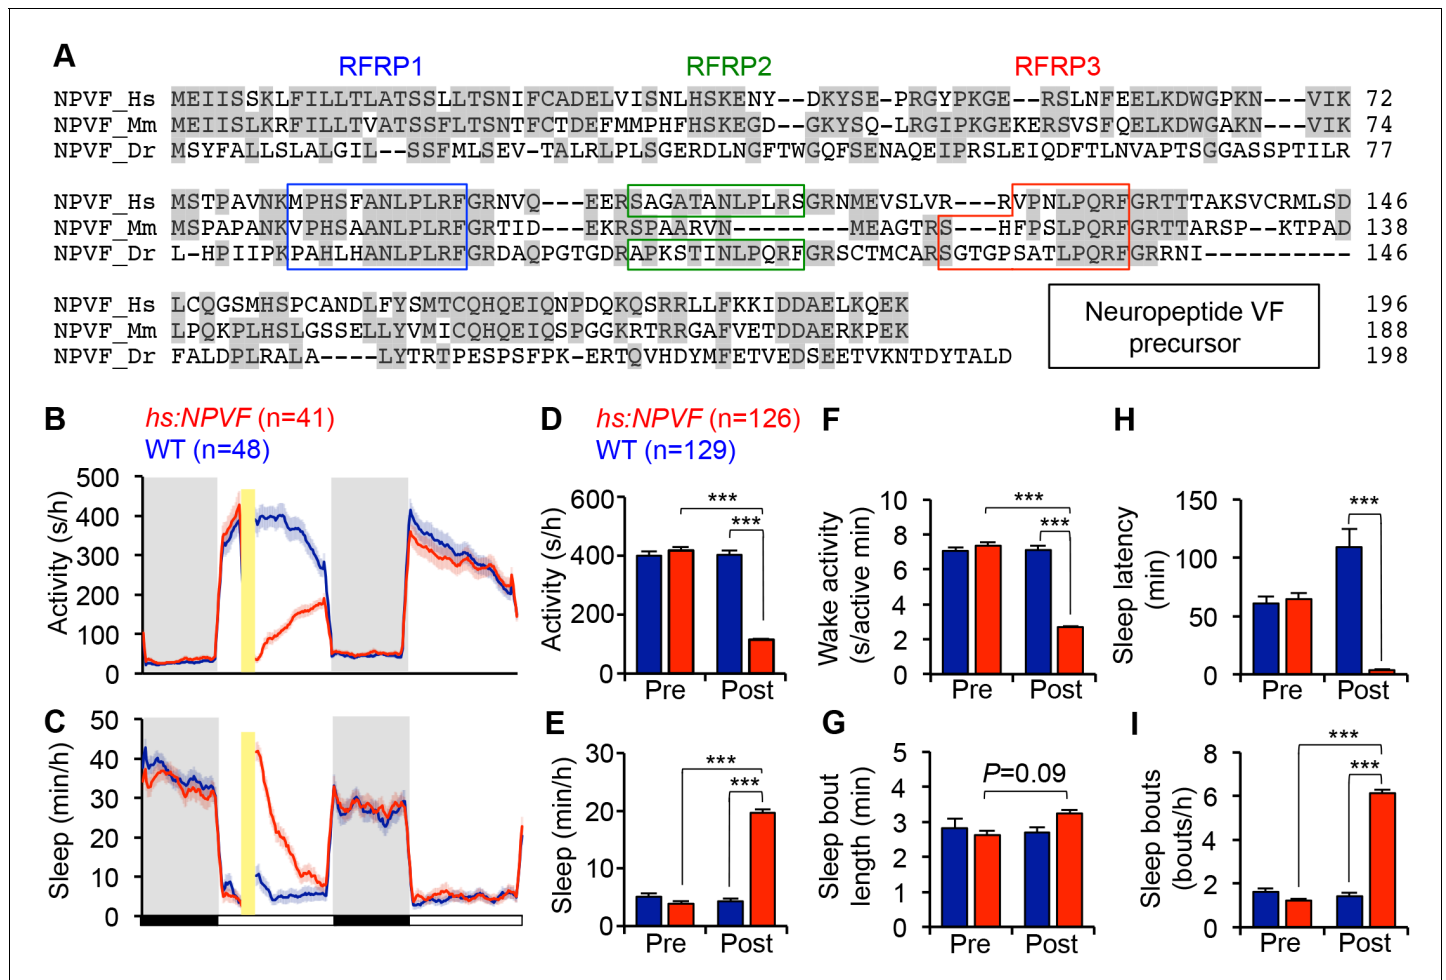 A
RFRP1 RFRP2 RFRP3
NPVF_Hs MEIISSKLFILLTLATSSLLTSNIFCADELVISNLHSKENY--DKYSE-PRGYPKGE--RSLNFEELKDWGPKN---VIK 72
NPVF_Mm MEIISLKRFILLTVATSSFLTSNTFCTDEFMMPHFHSKEGD--GKYSQ-LRGIPKGEKERSVSFQELKDWGAKN---VIK 74
NPVF_Dr MSYFALLSLALGIL--SSFMLSEV-TALRLPLSGERDLNGFTWGQFSENAQEIPRSLEIQDFTLNVAPTSGGASSPTILR 77
NPVF_Hs MSTPAVNKMPHSFANLPLRFGRNVQ---EERSAGATANLPLRSGRNMEVSLVR---RVPNLPQRFGRTTTAKSVCRMLSD 146
NPVF_Mm MSPAPANKVPHSAANLPLRFGRTID---EKRSPAARVN--------MEAGTRS---HFPSLPQRFGRTTARSP--KTPAD 138
NPVF_Dr L-HPIIPKPAHLHANLPLRFGRDAQPGTGDRAPKSTINLPQRFGRSCTMCARSGTGPSATLPQRFGRRNI---------- 146
NPVF_Hs LCQGSMHSPCANDLFYSMTCQHQEIQNPDQKQSRRLLFKKIDDAELKQEK 196
NPVF_Mm LPQKPLHSLGSSELLYVMICQHQEIQSPGGKRTRRGAFVETDDAERKPEK 188
NPVF_Dr FALDPLRALA----LYTRTPESPSFPK-ERTQVHDYMFETVEDSEETVKNTDYTALD 198
Neuropeptide VF
precursor
B
hs:NPVF (n=41)
WT (n=48)
Activity (s/h)
500
400
300
200
100
0
C
Sleep (min/h)
50
40
30
20
10
0
D
hs:NPVF (n=126)
WT (n=129)
Activity (s/h)
600
400
200
0
***
***
Pre Post
E
Sleep (min/h)
30
20
10
0
***
***
Pre Post
F
Wake activity
(s/active min)
10
8
6
4
2
0
***
***
Pre Post
G
Sleep bout
length (min)
5
4
3
2
1
0
P=0.09
Pre Post
H
Sleep latency
(min)
150
100
50
0
***
Pre Post
I
Sleep bouts
(bouts/h)
8
6
4
2
0
***
***
Pre Post